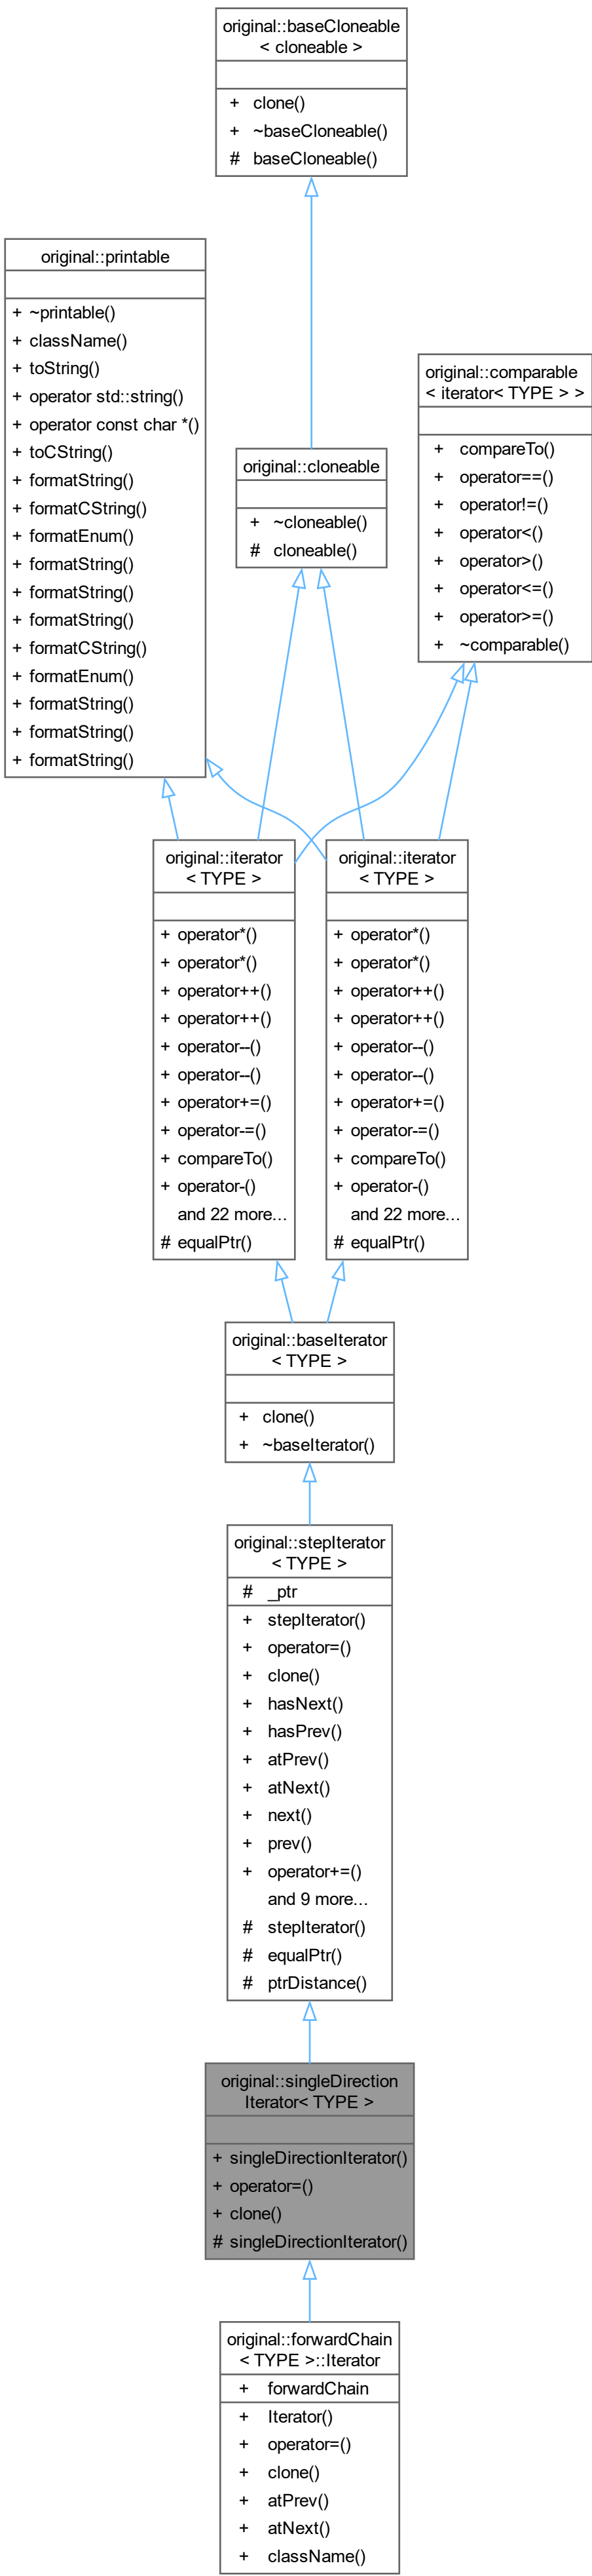 original::baseCloneable
< cloneable >
+ clone()
+ ~baseCloneable()
# baseCloneable()
original::printable
+ ~printable()
+ className()
+ toString()
+ operator std::string()
+ operator const char *()
+ toCString()
+ formatString()
+ formatCString()
+ formatEnum()
+ formatString()
+ formatString()
+ formatString()
+ formatCString()
+ formatEnum()
+ formatString()
+ formatString()
+ formatString()
original::comparable
< iterator< TYPE > >
+ compareTo()
+ operator==()
+ operator!=()
+ operator<()
+ operator>()
+ operator<=()
+ operator>=()
+ ~comparable()
original::cloneable
+ ~cloneable()
# cloneable()
original::iterator
< TYPE >
+ operator*()
+ operator*()
+ operator++()
+ operator++()
+ operator--()
+ operator--()
+ operator+=()
+ operator-=()
+ compareTo()
+ operator-()
and 22 more...
# equalPtr()
original::iterator
< TYPE >
+ operator*()
+ operator*()
+ operator++()
+ operator++()
+ operator--()
+ operator--()
+ operator+=()
+ operator-=()
+ compareTo()
+ operator-()
and 22 more...
# equalPtr()
original::baseIterator
< TYPE >
+ clone()
+ ~baseIterator()
original::stepIterator
< TYPE >
# _ptr
+ stepIterator()
+ operator=()
+ clone()
+ hasNext()
+ hasPrev()
+ atPrev()
+ atNext()
+ next()
+ prev()
+ operator+=()
and 9 more...
# stepIterator()
# equalPtr()
# ptrDistance()
original::singleDirection
Iterator< TYPE >
+ singleDirectionIterator()
+ operator=()
+ clone()
# singleDirectionIterator()
original::forwardChain
< TYPE >::Iterator
+ forwardChain
+ Iterator()
+ operator=()
+ clone()
+ atPrev()
+ atNext()
+ className()